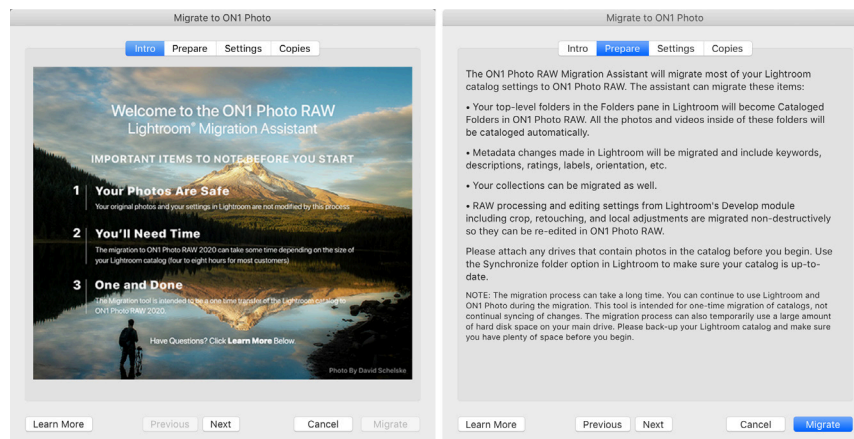 Migrate to ON1 Photo
Intro Prepare Settings Copies
Welcome to the ON1 Photo RAW
Lightroom® Migration Assistant
IMPORTANT ITEMS TO NOTE BEFORE YOU START
1 Your Photos Are Safe
Your original photos and your settings in Lightroom are not modified by this process
2 You'll Need Time
The migration to ON1 Photo RAW 2020 can take some time depending on the size of
your Lightroom catalog (four to eight hours for most customers)
3 One and Done
The Migration tool is intended to be a one time transfer of the Lightroom catalog to
ON1 Photo RAW 2020.
Have Questions? Click Learn More Below.
Photo By David Schelske
Learn More Previous Next Cancel Migrate
Migrate to ON1 Photo
Intro Prepare Settings Copies
The ON1 Photo RAW Migration Assistant will migrate most of your Lightroom
catalog settings to ON1 Photo RAW. The assistant can migrate these items:
• Your top-level folders in the Folders pane in Lightroom will become Cataloged
Folders in ON1 Photo RAW. All the photos and videos inside of these folders will
be cataloged automatically.
• Metadata changes made in Lightroom will be migrated and include keywords,
descriptions, ratings, labels, orientation, etc.
• Your collections can be migrated as well.
• RAW processing and editing settings from Lightroom's Develop module
including crop, retouching, and local adjustments are migrated non-destructively
so they can be re-edited in ON1 Photo RAW.
Please attach any drives that contain photos in the catalog before you begin. Use
the Synchronize folder option in Lightroom to make sure your catalog is up-to-
date.
NOTE: The migration process can take a long time. You can continue to use Lightroom and
ON1 Photo during the migration. This tool is intended for one-time migration of catalogs, not
continual syncing of changes. The migration process can also temporarily use a large amount
of hard disk space on your main drive. Please back-up your Lightroom catalog and make sure
you have plenty of space before you begin.
Learn More Previous Next Cancel Migrate